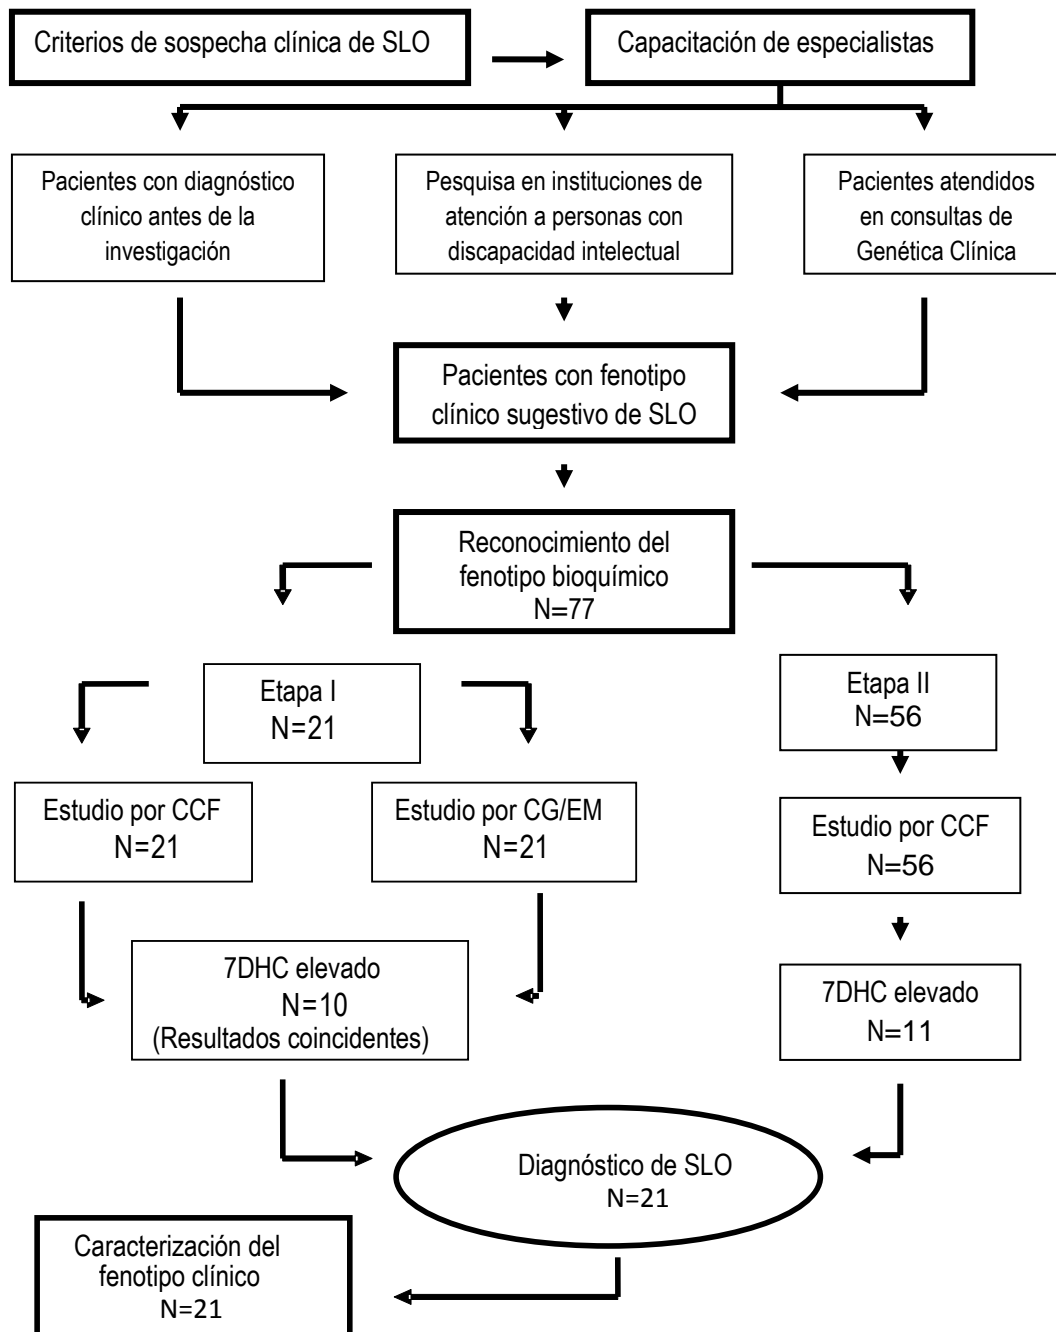 Criterios de sospecha clínica de SLO
Capacitación de especialistas
Pacientes con diagnóstico
clínico antes de la
investigación
Pesquisa en instituciones de
atención a personas con
discapacidad intelectual
Pacientes atendidos
en consultas de
Genética Clínica
Pacientes con fenotipo
clínico sugestivo de SLO
Reconocimiento del
fenotipo bioquímico
N=77
Etapa I
N=21
Etapa II
N=56
Estudio por CCF
N=21
Estudio por CG/EM
N=21
Estudio por CCF
N=56
7DHC elevado
N=10
(Resultados coincidentes)
7DHC elevado
N=11
Diagnóstico de SLO
N=21
Caracterización del
fenotipo clínico
N=21